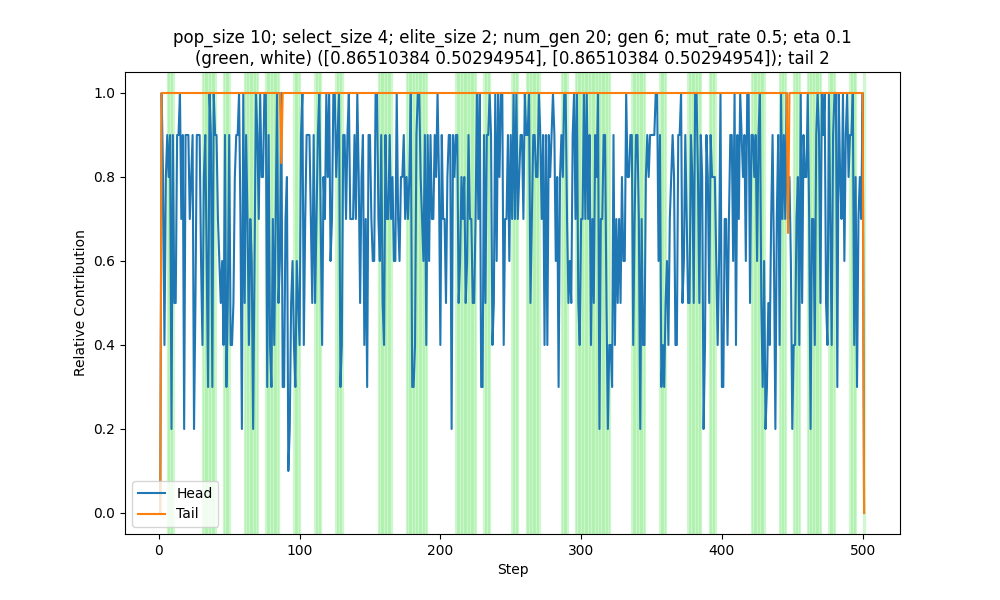 pop_size 10; select_size 4; elite_size 2; num_gen 20; gen 6; mut_rate 0.5; eta 0.1
(green, white) ([0.86510384 0.50294954], [0.86510384 0.50294954]); tail 2
Relative Contribution
1.0
0.8
0.6
0.4
0.2
0.0
Head
Tail
0
100
200
300
400
500
Step